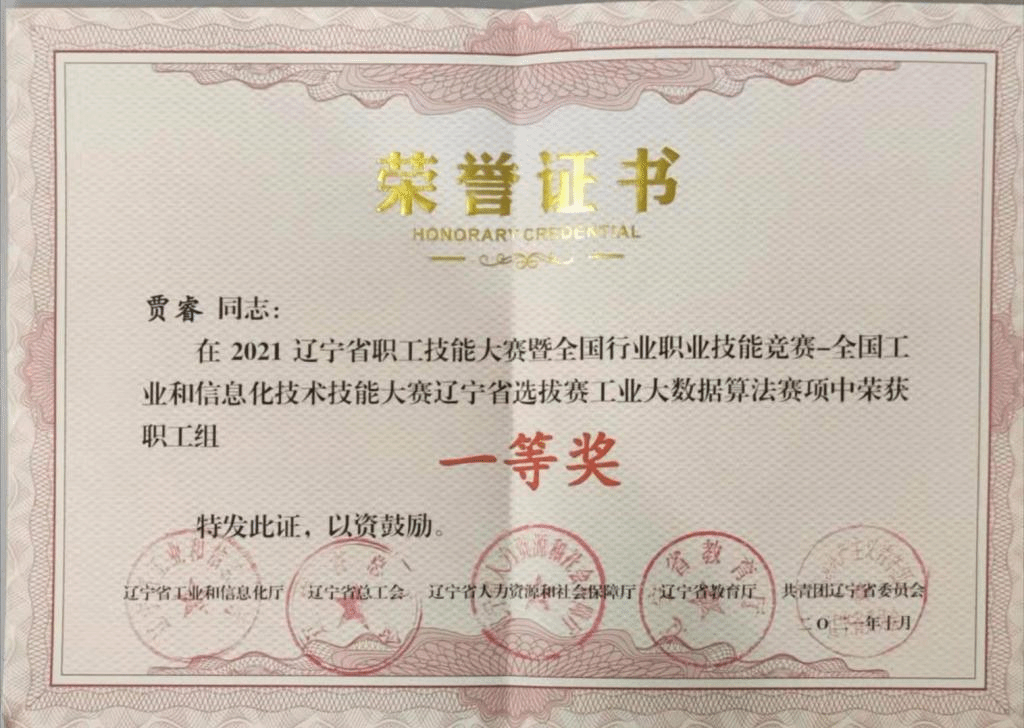 荣誉证书
HONORARY CREDENTIAL
贾睿 同志：
在 2021 辽宁省职工技能大赛暨全国行业职业技能竞赛-全国工
业和信息化技术技能大赛辽宁省选拔赛工业大数据算法赛项中荣获
职工组
一等奖
特发此证，以资鼓励。
辽宁省工业和信息化厅 辽宁省总工会 辽宁省人力资源和社会保障厅 辽宁省教育厅 共青团辽宁省委员会
二〇二一年十月